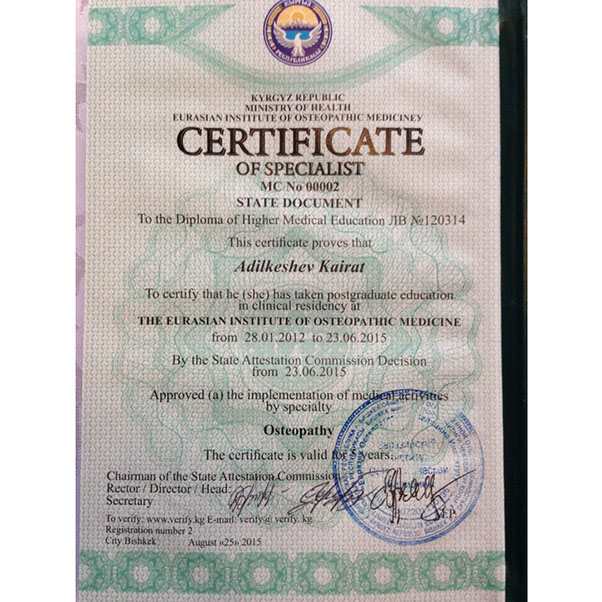 КЫРГЫЗ
РЕСПУБЛИКАСЫ
KYRGYZ REPUBLIC
MINISTRY OF HEALTH
EURASIAN INSTITUTE OF OSTEOPATHIC MEDICINEY
CERTIFICATE
OF SPECIALIST
MC No 00002
STATE DOCUMENT
To the Diploma of Higher Medical Education ЛВ №120314
This certificate proves that
Adilkeshev Kairat
To certify that he (she) has taken postgraduate education
in clinical residency at
THE EURASIAN INSTITUTE OF OSTEOPATHIC MEDICINE
from 28.01.2012 to 23.06.2015
By the State Attestation Commission Decision
from 23.06.2015
Approved (a) the implementation of medical activities
by specialty
Osteopathy
The certificate is valid for 5 years.
Chairman of the State Attestation Commission
Rector / Director / Head:
Secretary
To verify: www.verify.kg E-mail: verify@ verify. kg
Registration number 2
City Bishkek August «25» 2015